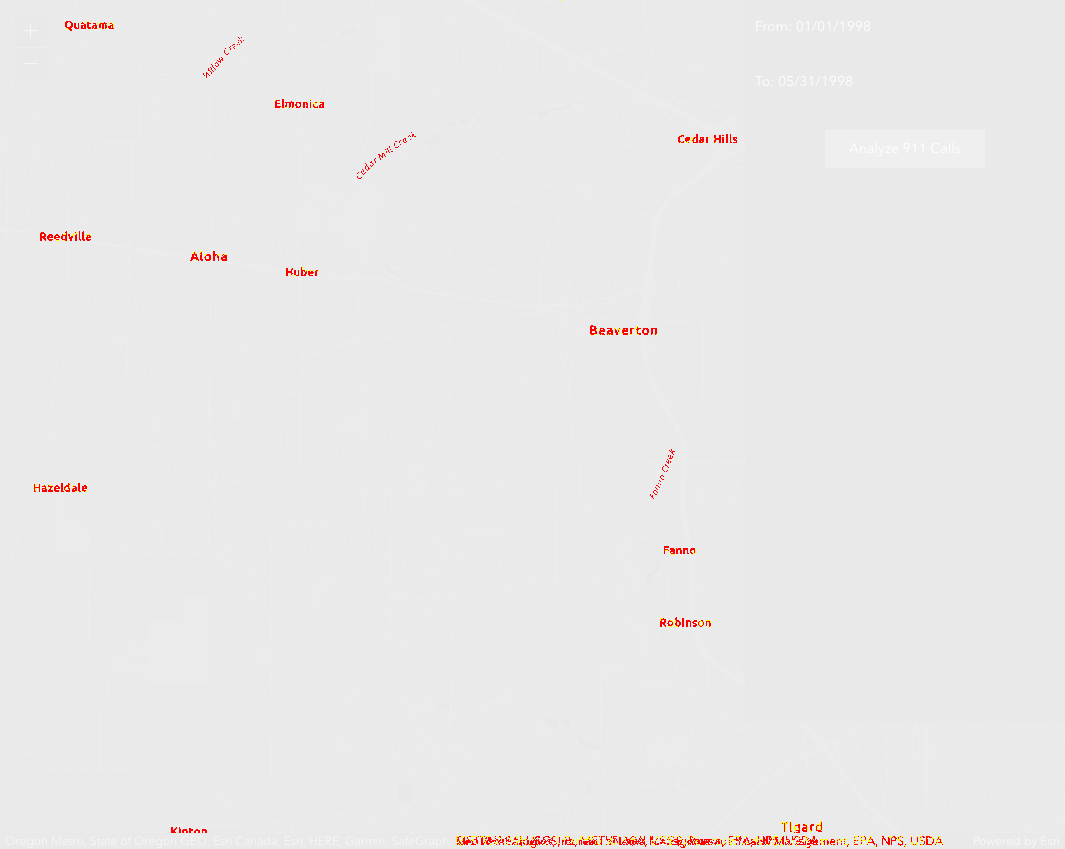 Quatama
From: 01/01/1998
Willow Creek
To: 05/31/1998
Elmonica
Cedar Mill Creek
Cedar Hills
Analyze 911 Calls
Reedville
Aloha
Huber
Beaverton
Fanno Creek
Hazeldale
Fanno
Robinson
Tigard
Kinton
Oregon Metro, State of Oregon GEO, Esri Canada, Esri, HERE, Garmin, SafeGraph EPA, NPS, USDA Powered by Esri